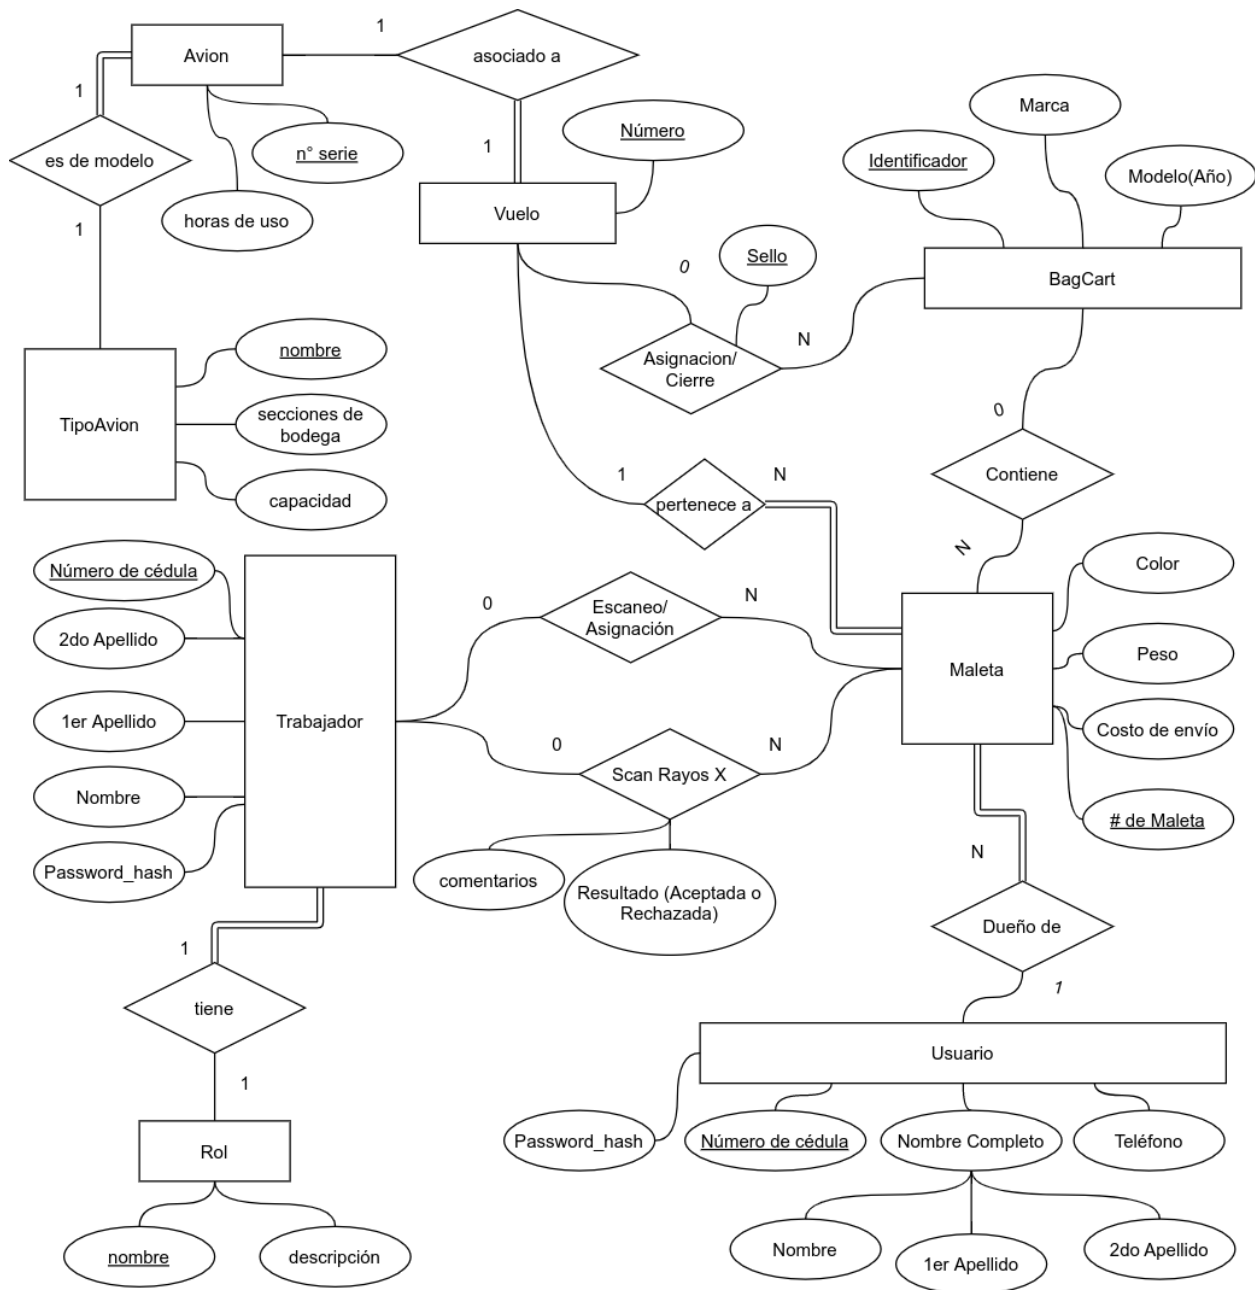 1
Avion
asociado a
1
Marca
Número
n° serie
es de modelo
1
Identificador
Modelo(Año)
Vuelo
horas de uso
1
Sello
0
BagCart
nombre
N
Asignacion/
Cierre
TipoAvion
secciones de
bodega
0
1
N
Contiene
capacidad
pertenece a
N
Color
Número de cédula
0
Escaneo/
Asignación
N
2do Apellido
Peso
Maleta
1er Apellido
Trabajador
Costo de envío
0
N
Scan Rayos X
Nombre
# de Maleta
N
Password_hash
comentarios
Resultado (Aceptada o
Rechazada)
Dueño de
1
1
tiene
Usuario
1
Rol
Password_hash
Número de cédula
Nombre Completo
Teléfono
nombre
descripción
Nombre
1er Apellido
2do Apellido